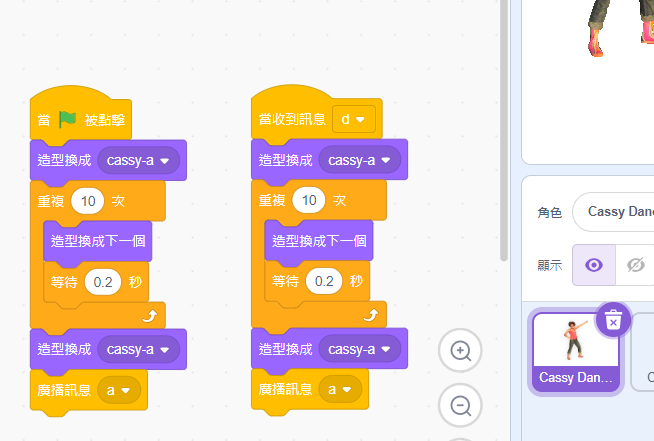 當 被點擊
造型換成 cassy-a
重複 10 次
造型換成下一個
等待 0.2 秒
造型換成 cassy-a
廣播訊息 a
當收到訊息 d
造型換成 cassy-a
重複 10 次
造型換成下一個
等待 0.2 秒
造型換成 cassy-a
廣播訊息 a
角色 Cassy Danc
顯示
Cassy Dan...
C